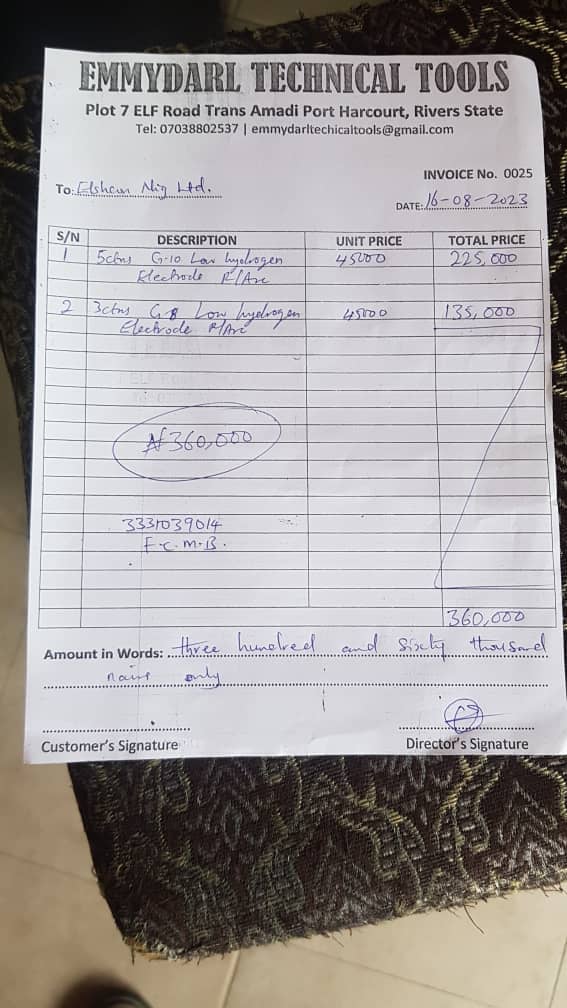 EMMYDARL TECHNICAL TOOLS
Plot 7 ELF Road Trans Amadi Port Harcourt, Rivers State
Tel: 07038802537 | emmydarltechicaltools@gmail.com
INVOICE No. 0025
To: Elshcon Nig Ltd.
DATE: 16-08-2023
S/N DESCRIPTION UNIT PRICE TOTAL PRICE
1 5ctns G-10 Low hydrogen 45000 225,000
Electrode P/Arc
2 3ctns G8 Low hydrogen 45000 135,000
Electrode P/Arc
₦360,000
3331039014
F.C.M.B.
360,000
Amount in Words: three hundred and sixty thousand
naira only
Customer's Signature Director's Signature